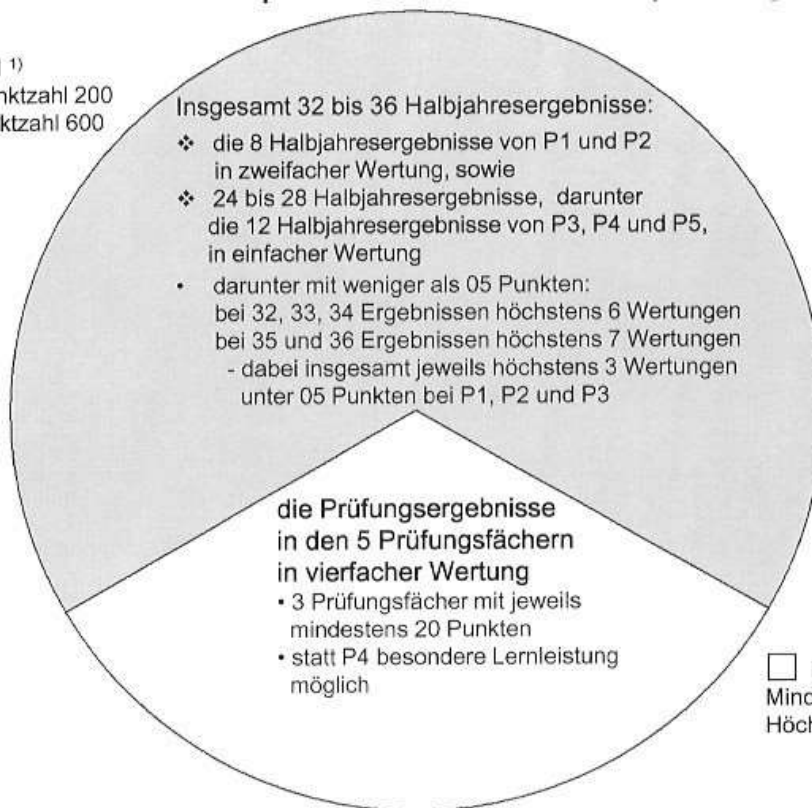 1)
nktzahl 200
ktzahl 600
Insgesamt 32 bis 36 Halbjahresergebnisse:
❖ die 8 Halbjahresergebnisse von P1 und P2
in zweifacher Wertung, sowie
❖ 24 bis 28 Halbjahresergebnisse, darunter
die 12 Halbjahresergebnisse von P3, P4 und P5,
in einfacher Wertung
• darunter mit weniger als 05 Punkten:
bei 32, 33, 34 Ergebnissen höchstens 6 Wertungen
bei 35 und 36 Ergebnissen höchstens 7 Wertungen
- dabei insgesamt jeweils höchstens 3 Wertungen
unter 05 Punkten bei P1, P2 und P3
die Prüfungsergebnisse
in den 5 Prüfungsfächern
in vierfacher Wertung
• 3 Prüfungsfächer mit jeweils
mindestens 20 Punkten
• statt P4 besondere Lernleistung
möglich
Mind
Höch